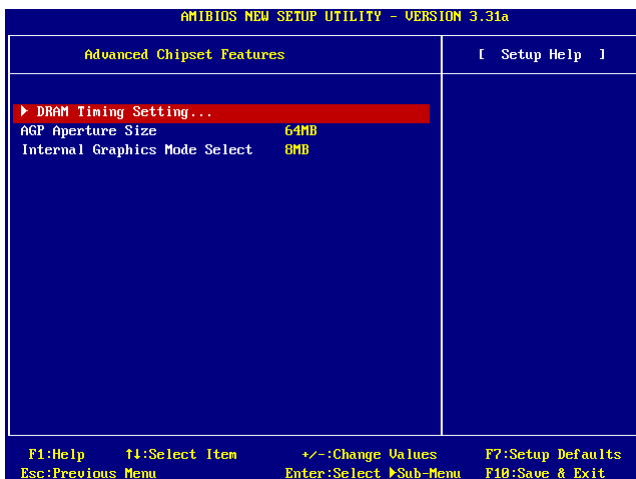 AMIBIOS NEW SETUP UTILITY - VERSION 3.31a
Advanced Chipset Features
[ Setup Help ]
▶ DRAM Timing Setting...
AGP Aperture Size 64MB
Internal Graphics Mode Select 8MB
F1:Help ↑↓:Select Item +/-:Change Values F7:Setup Defaults
Esc:Previous Menu Enter:Select ▶Sub-Menu F10:Save & Exit